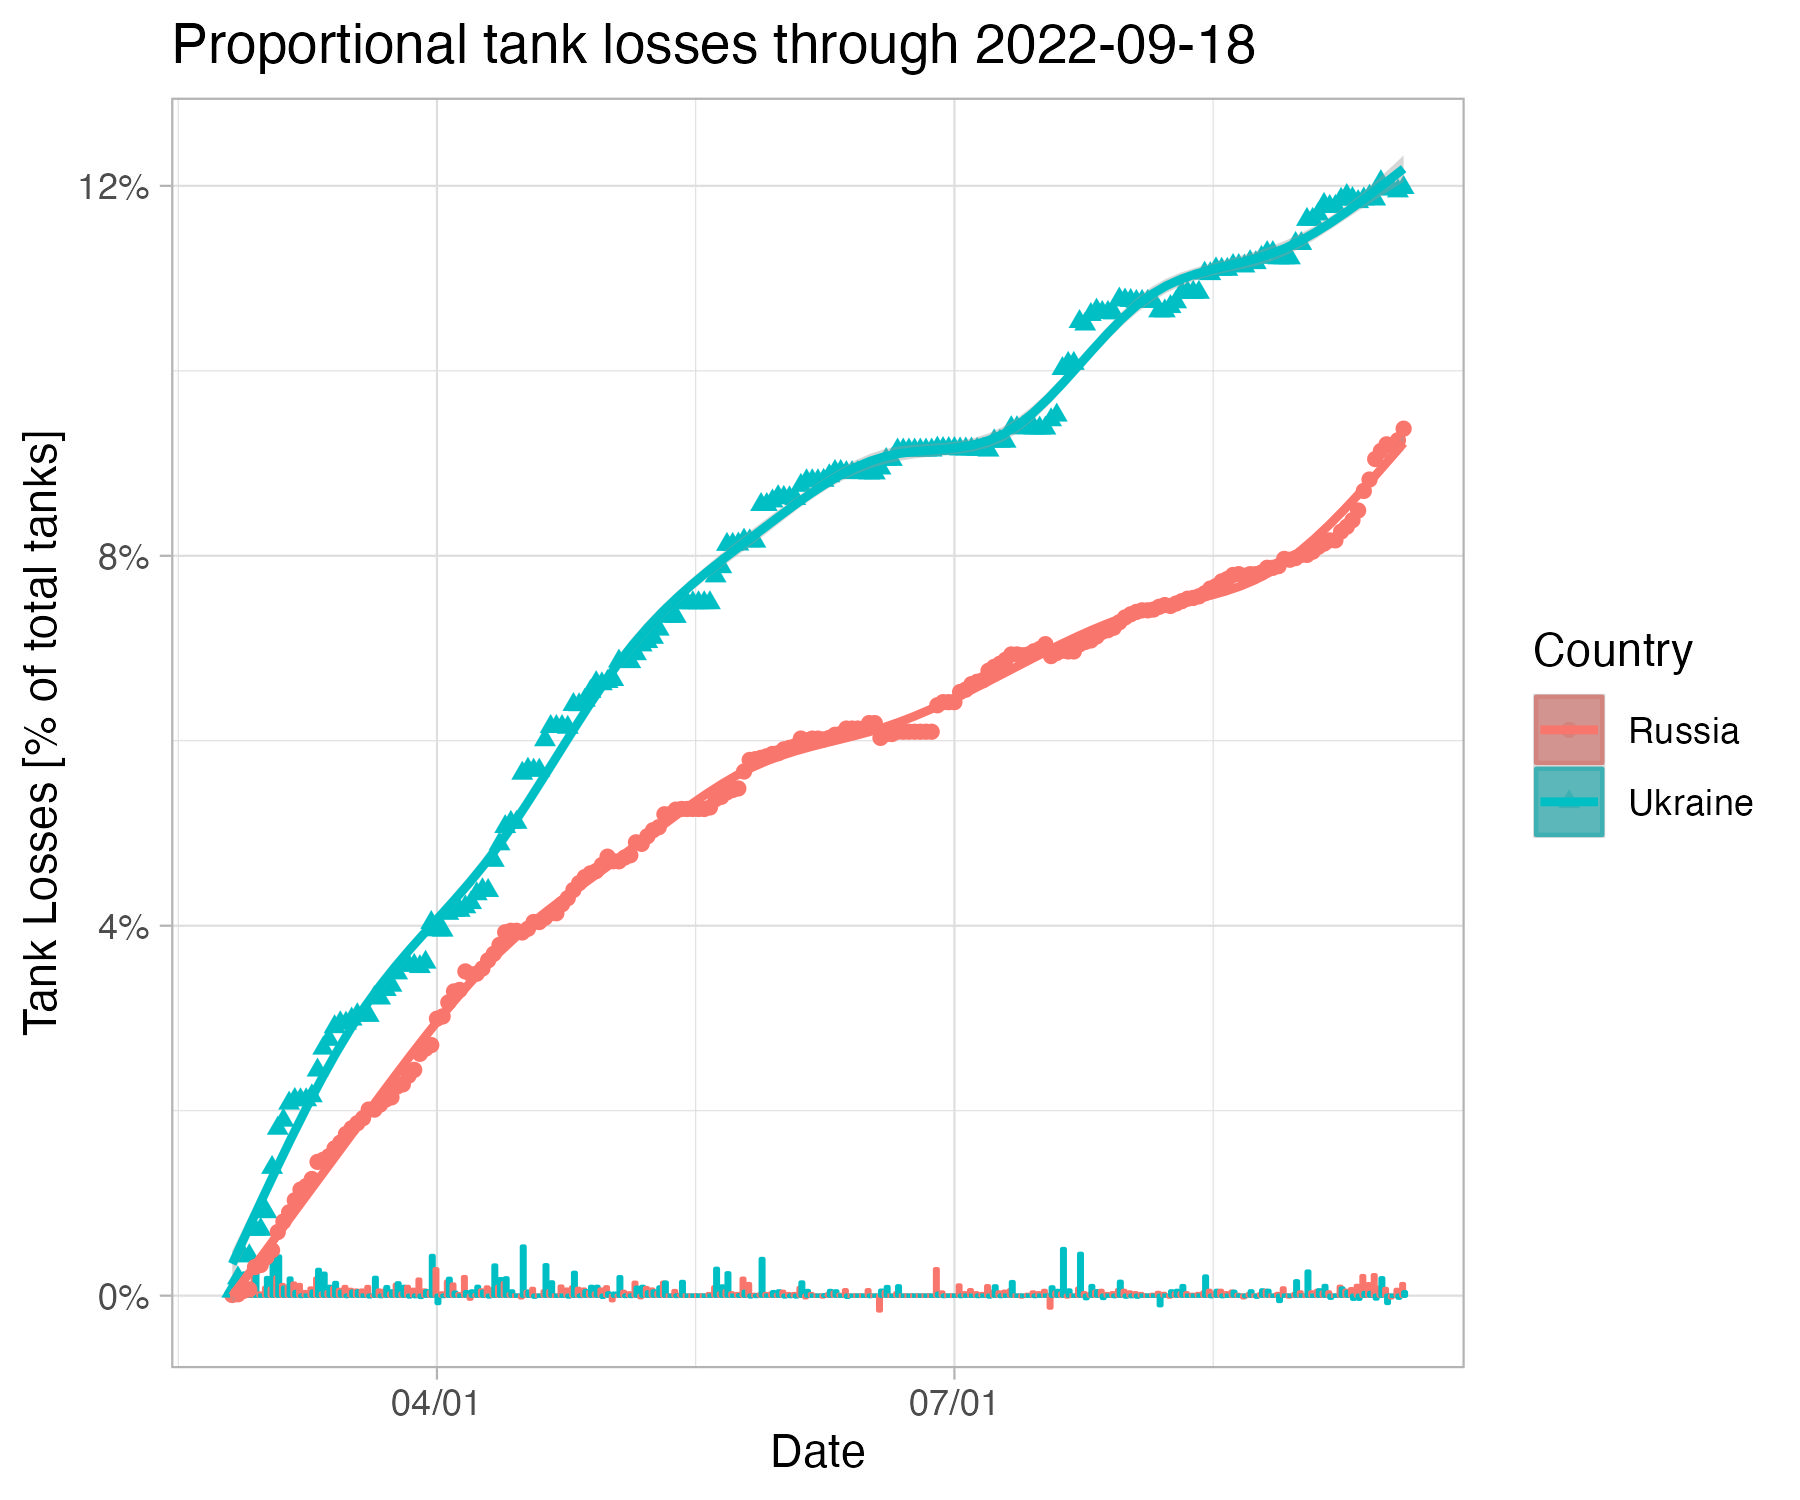 Proportional tank losses through 2022-09-18
Tank Losses [% of total tanks]
12%
8%
4%
0%
04/01
07/01
Date
Country
Russia
Ukraine